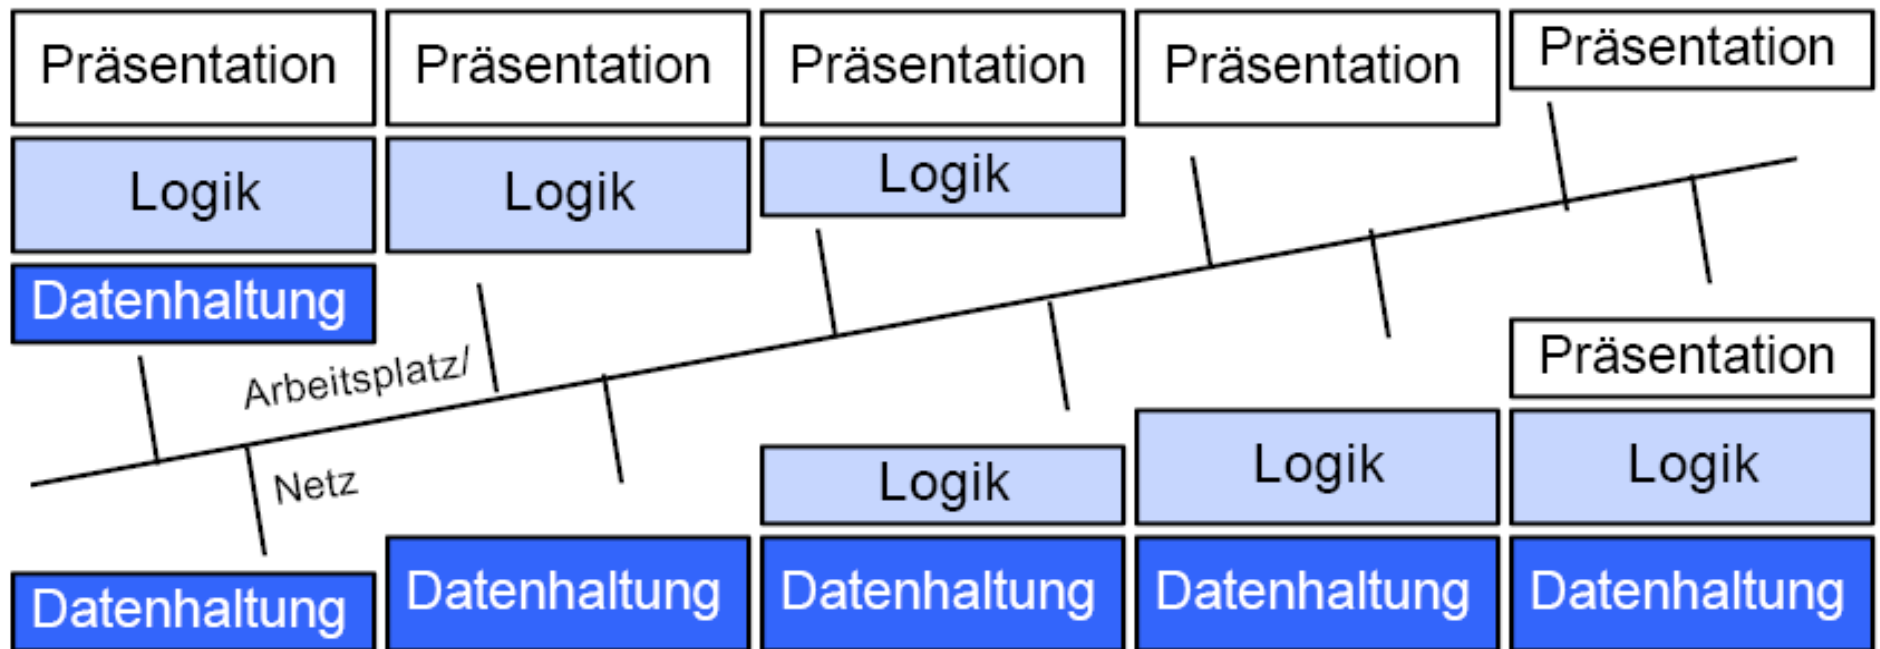 Präsentation Präsentation Präsentation Präsentation Präsentation
Logik Logik Logik
Datenhaltung
Arbeitsplatz/
Netz
Präsentation
Logik Logik Logik
Datenhaltung Datenhaltung Datenhaltung Datenhaltung Datenhaltung